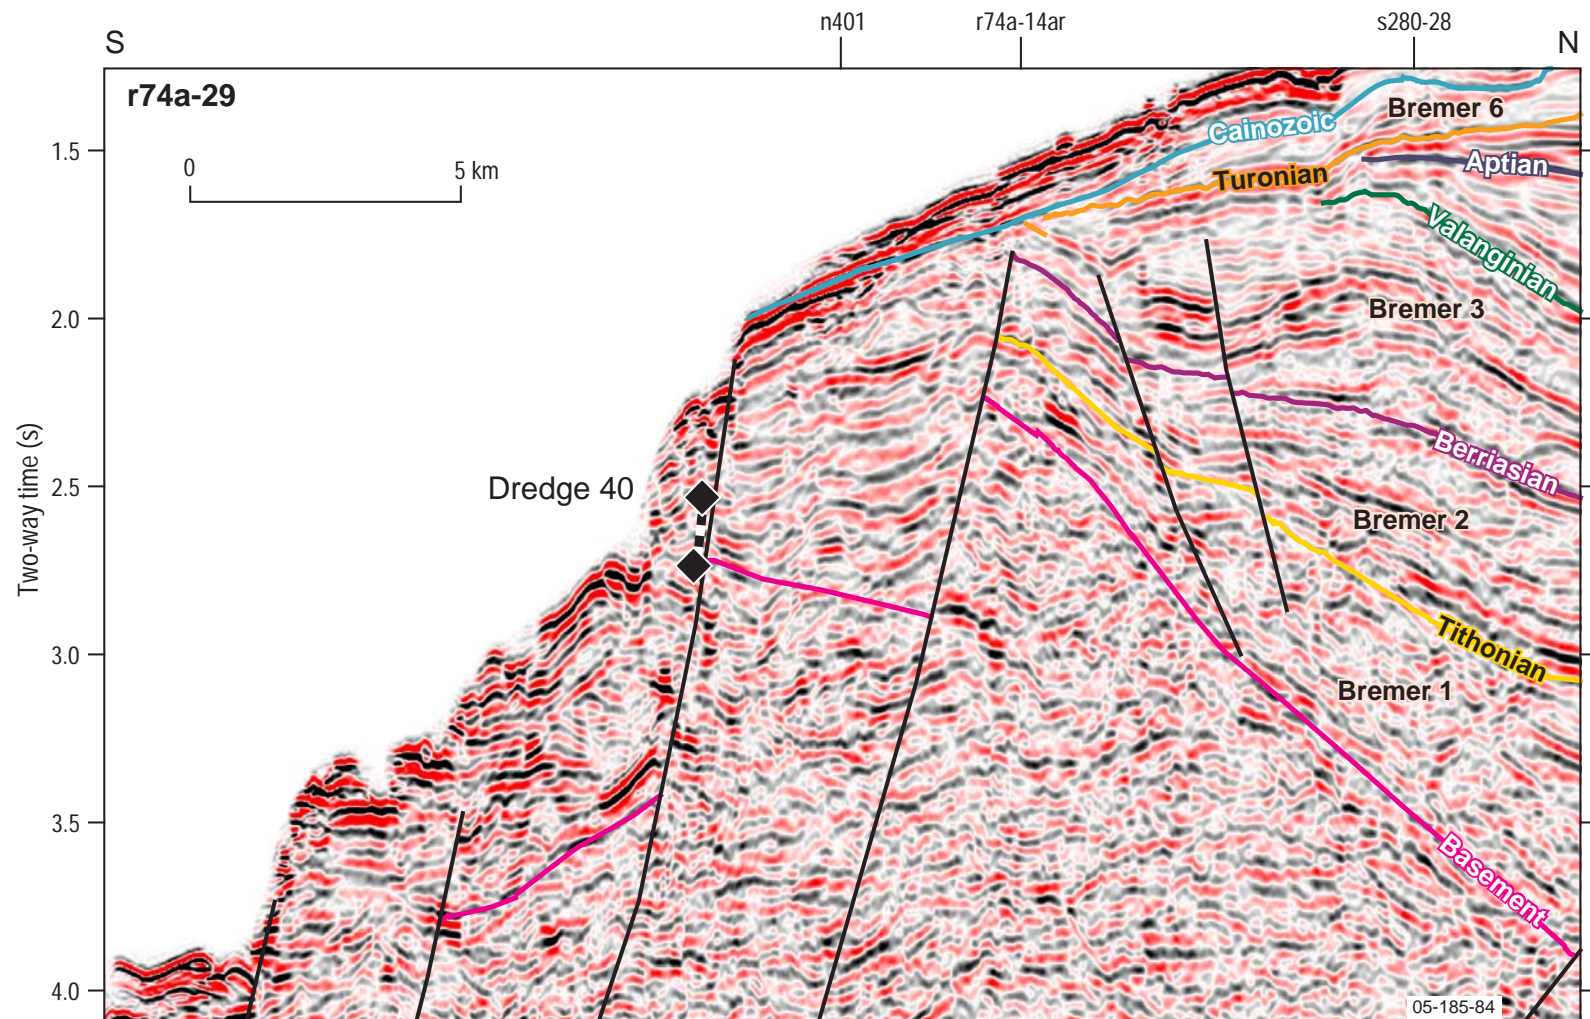 n401
r74a-14ar
s280-28
S
N
r74a-29
0
5 km
Two-way time (s)
1.5
2.0
2.5
3.0
3.5
4.0
Bremer 6
Cainozoic
Turonian
Aptian
Valanginian
Bremer 3
Berriasian
Dredge 40
Bremer 2
Tithonian
Bremer 1
Basement
05-185-84